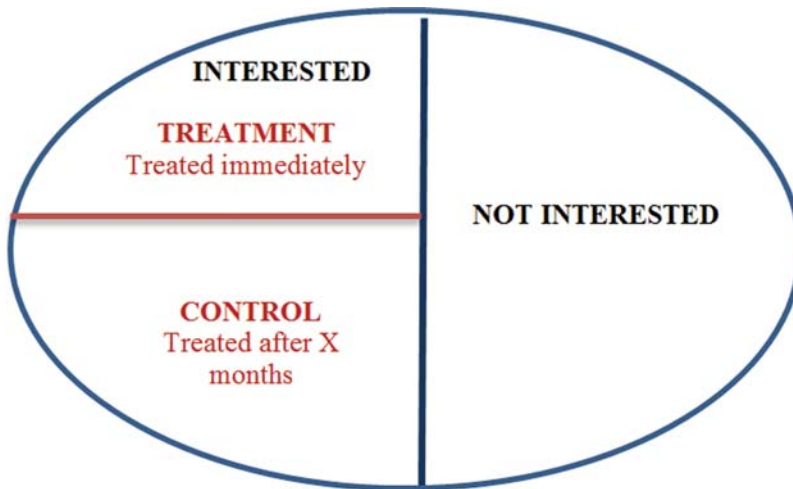 INTERESTED
TREATMENT
Treated immediately
NOT INTERESTED
CONTROL
Treated after X
months